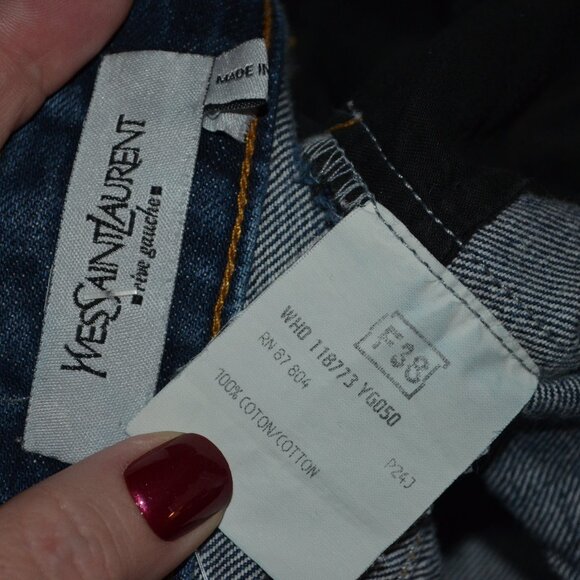 YVESSAINTLAURENT
rive gauche
MADE IN
F38
WHO 118773 YG050
RN 87 804
100% COTON/COTTON
P24J